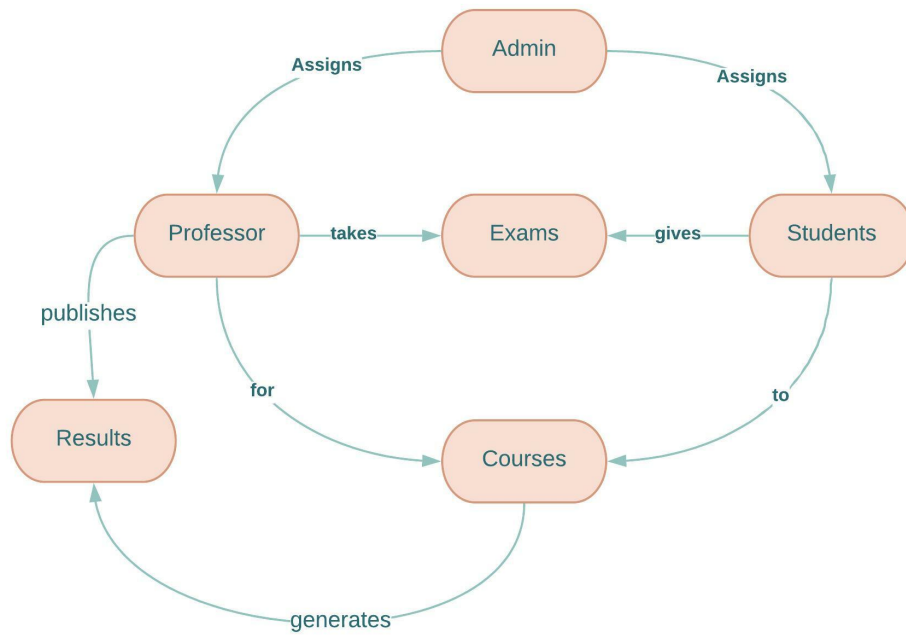 Admin
Assigns
Assigns
Professor
takes
Exams
gives
Students
publishes
for
to
Results
Courses
generates